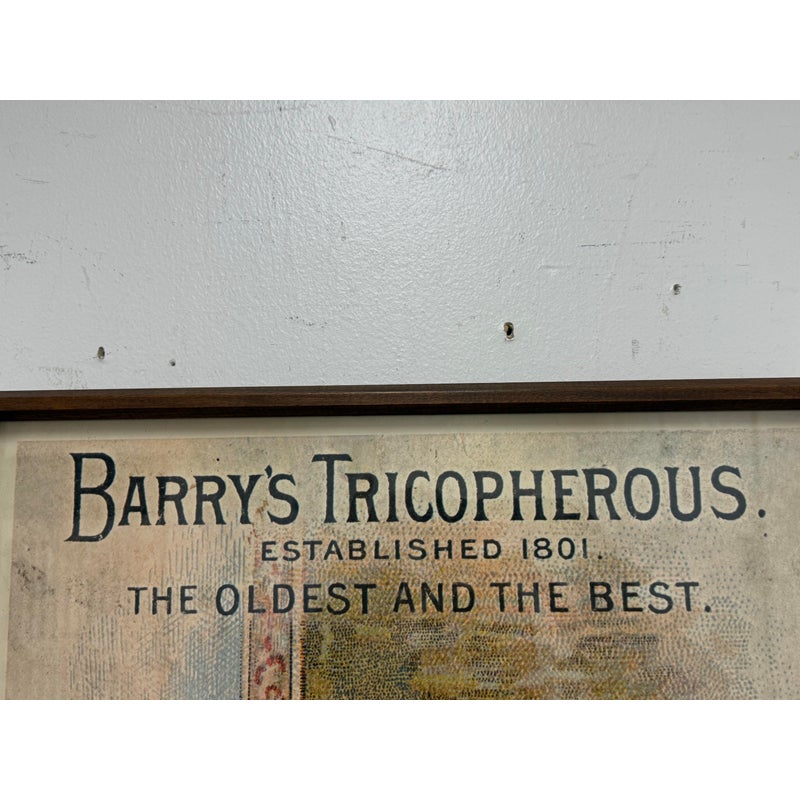 BARRY'S TRICOPHEROUS.
ESTABLISHED 1801.
THE OLDEST AND THE BEST.